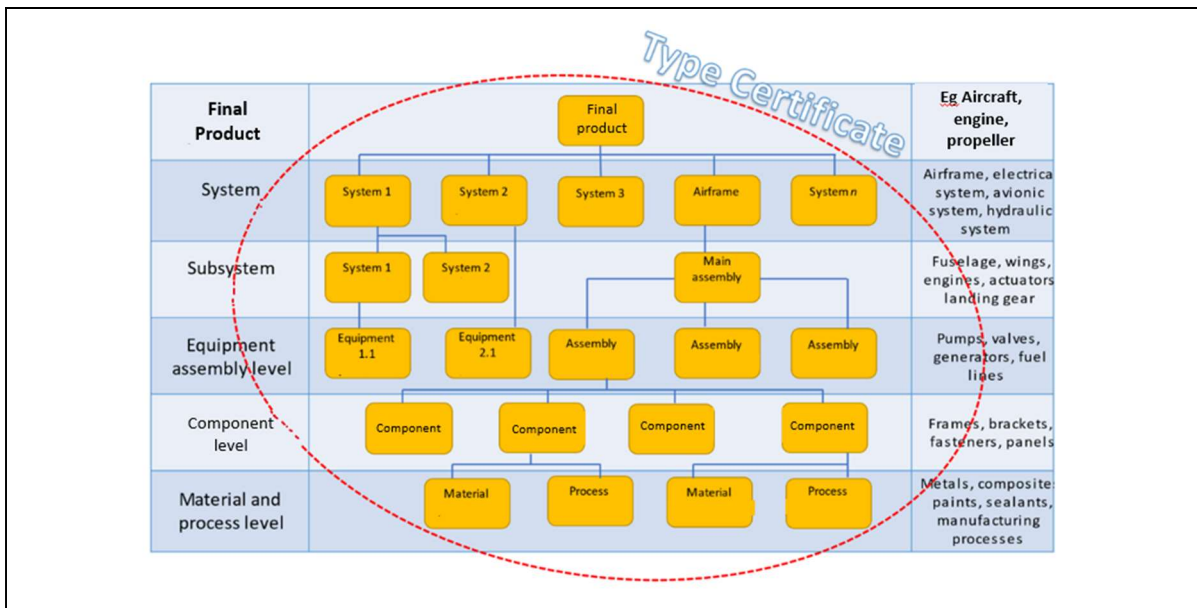 Type Certificate
Final
Product
Final
product
Eg Aircraft,
engine,
propeller
System
System 1
System 2
System 3
Airframe
System n
Airframe, electrica
system, avionic
system, hydraulic
system
Subsystem
System 1
System 2
Main
assembly
Fuselage, wings,
engines, actuators
landing gear
Equipment
assembly level
Equipment
1.1
Equipment
2.1
Assembly
Assembly
Assembly
Pumps, valves,
generators, fuel
lines
Component
level
Component
Component
Component
Component
Frames, brackets,
fasteners, panels
Material and
process level
Material
Process
Material
Process
Metals, composite
paints, sealants,
manufacturing
processes